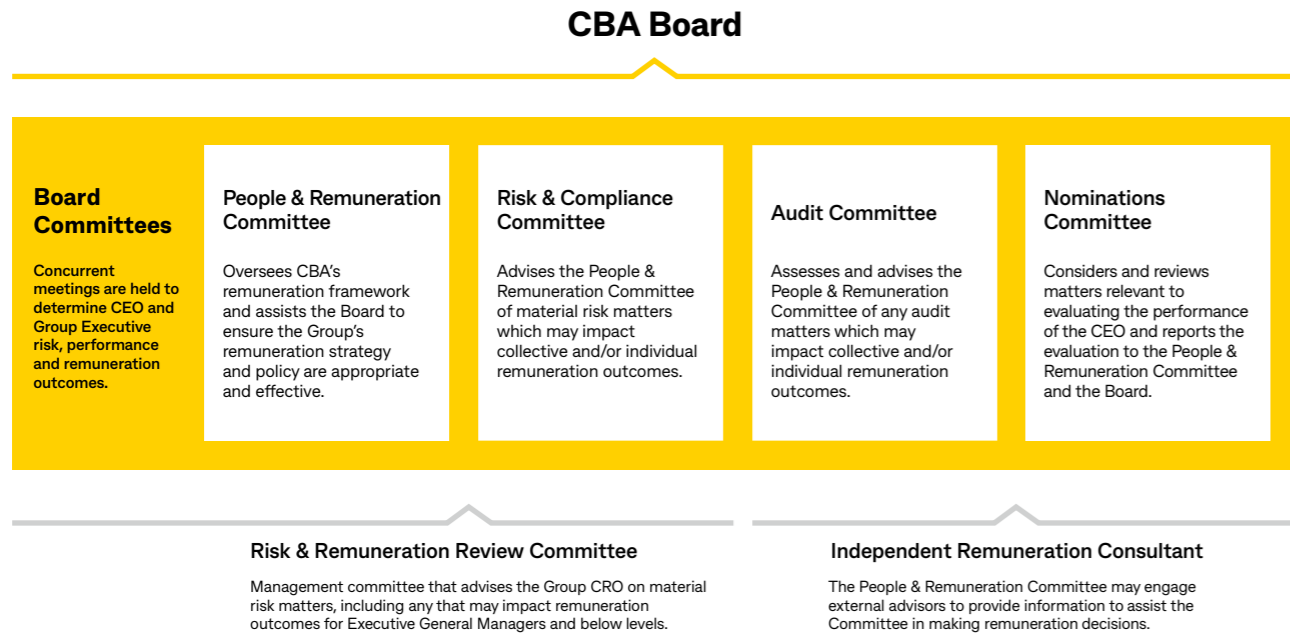 CBA Board
Board
Committees
Concurrent
meetings are held to
determine CEO and
Group Executive
risk, performance
and remuneration
outcomes.
People & Remuneration
Committee
Oversees CBA's
remuneration framework
and assists the Board to
ensure the Group's
remuneration strategy
and policy are appropriate
and effective.
Risk & Compliance
Committee
Advises the People &
Remuneration Committee
of material risk matters
which may impact
collective and/or individual
remuneration outcomes.
Audit Committee
Assesses and advises the
People & Remuneration
Committee of any audit
matters which may
impact collective and/or
individual remuneration
outcomes.
Nominations
Committee
Considers and reviews
matters relevant to
evaluating the performance
of the CEO and reports the
evaluation to the People &
Remuneration Committee
and the Board.
Risk & Remuneration Review Committee
Management committee that advises the Group CRO on material
risk matters, including any that may impact remuneration
outcomes for Executive General Managers and below levels.
Independent Remuneration Consultant
The People & Remuneration Committee may engage
external advisors to provide information to assist the
Committee in making remuneration decisions.